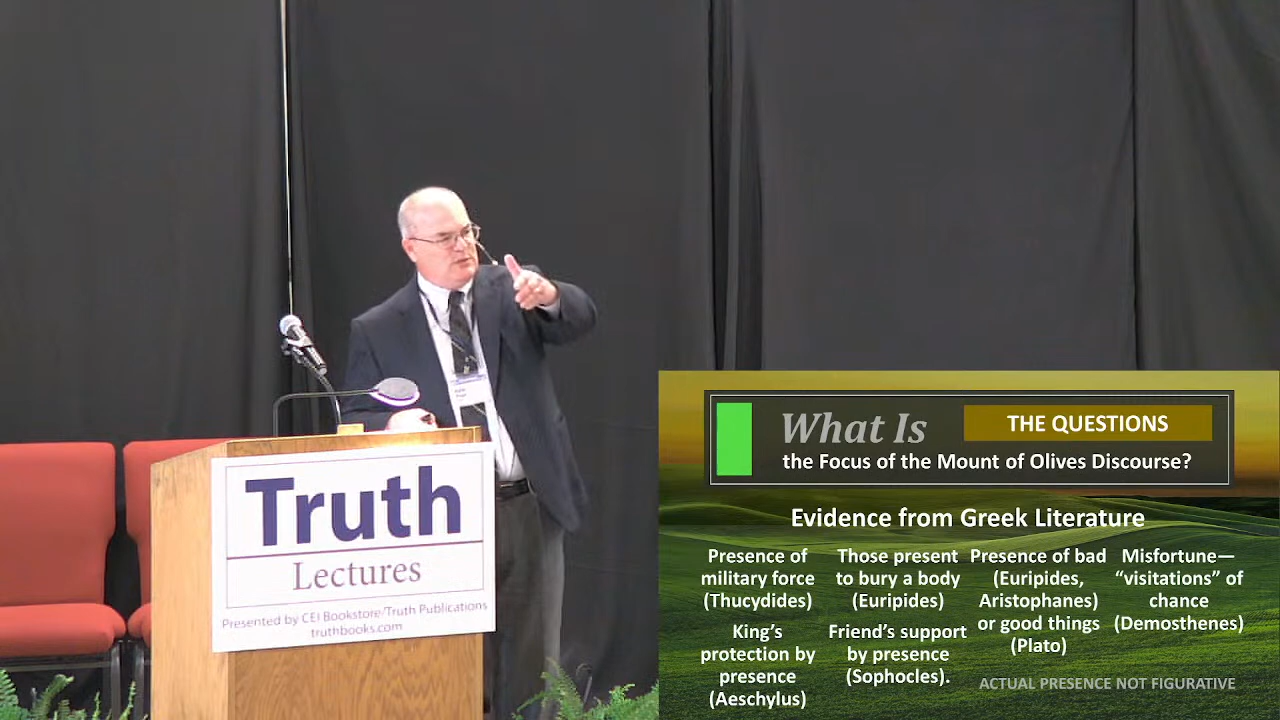 Truth
Lectures
Presented by CEI Bookstore/Truth Publications
truthbooks.com
What Is
THE QUESTIONS
the Focus of the Mount of Olives Discourse?
Evidence from Greek Literature
Presence of
military force
(Thucydides)
King's
protection by
presence
(Aeschylus)
Those present
to bury a body
(Euripides)
Friend's support
by presence
(Sophocles).
Presence of bad
(Euripides,
Aristophanes)
or good things
(Plato)
Misfortune—
“visitations” of
chance
(Demosthenes)
ACTUAL PRESENCE NOT FIGURATIVE